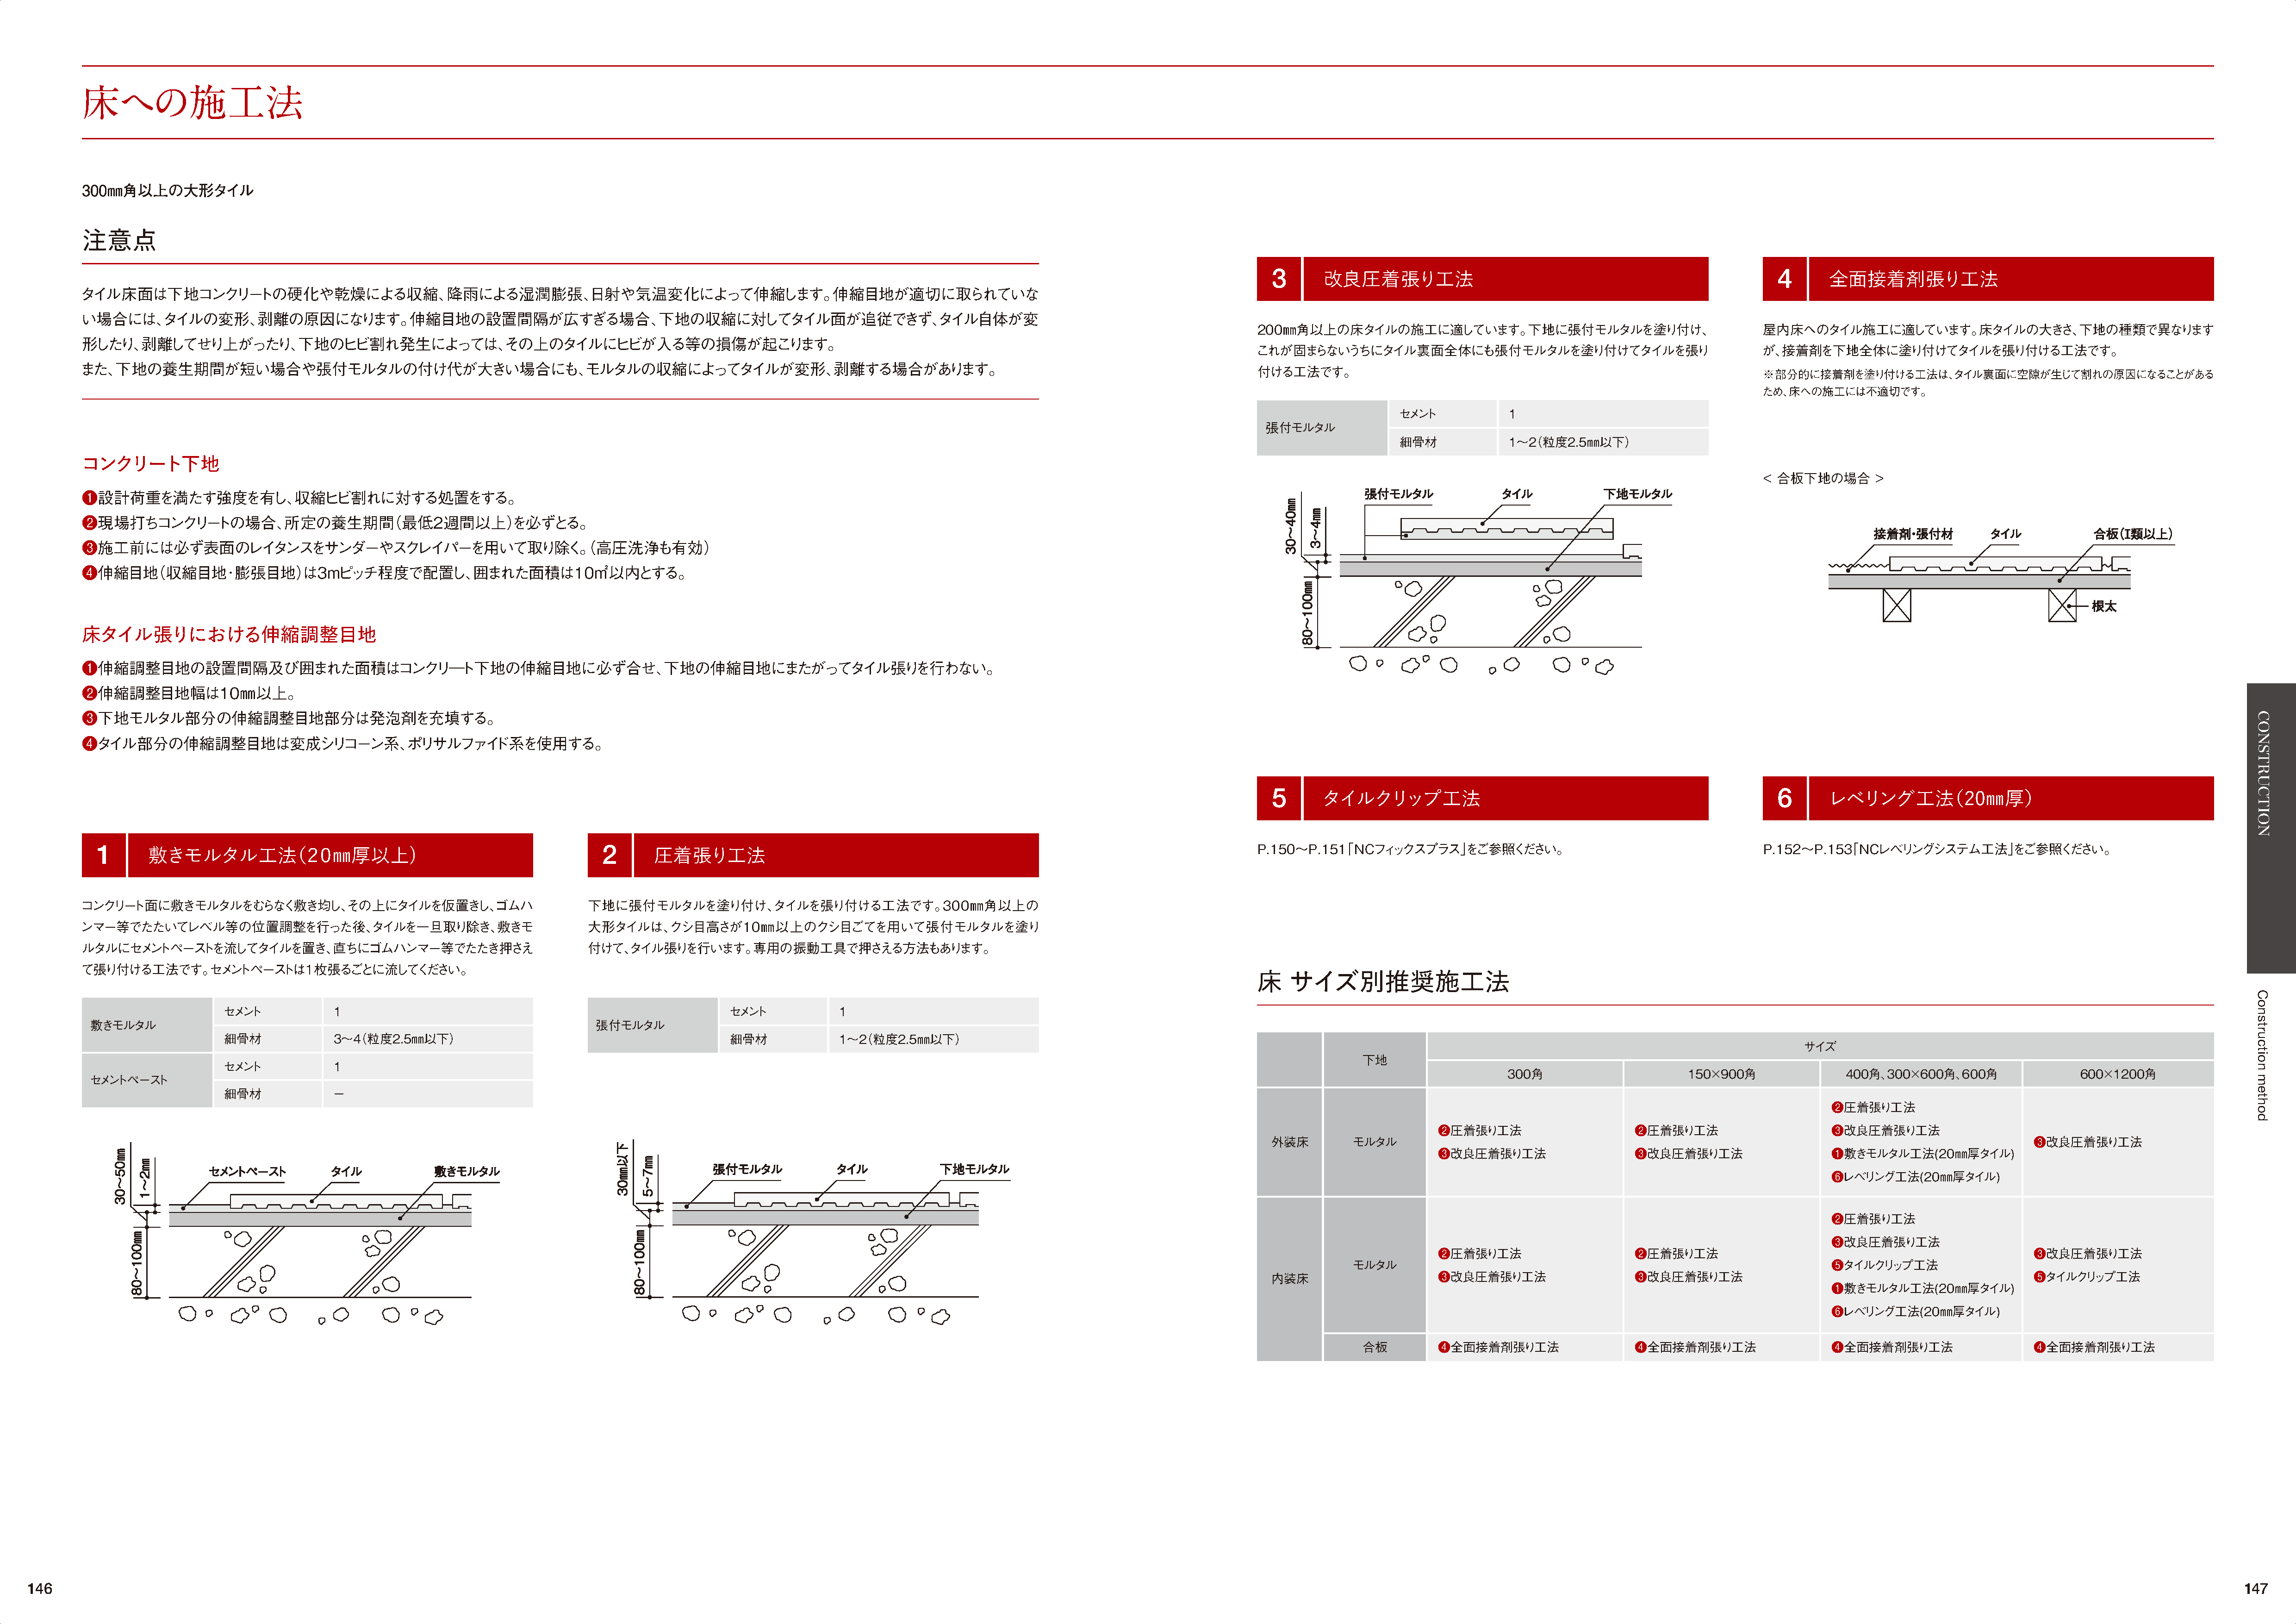 床への施工法
300㎜角以上の大形タイル
注意点
タイル床面は下地コンクリートの硬化や乾燥による収縮、降雨による湿潤膨張、日射や気温変化によって伸縮します。伸縮目地が適切に取られていな
い場合には、タイルの変形、剥離の原因になります。伸縮目地の設置間隔が広すぎる場合、下地の収縮に対してタイル面が追従できず、タイル自体が変
形したり、剥離してせり上がったり、下地のヒビ割れ発生によっては、その上のタイルにヒビが入る等の損傷が起こります。
また、下地の養生期間が短い場合や張付モルタルの付け代が大きい場合にも、モルタルの収縮によってタイルが変形、剥離する場合があります。
コンクリート下地
❶設計荷重を満たす強度を有し、収縮ヒビ割れに対する処置をする。
❷現場打ちコンクリートの場合、所定の養生期間（最低2週間以上）を必ずとる。
❸施工前には必ず表面のレイタンスをサンダーやスクレイパーを用いて取り除く。（高圧洗浄も有効）
❹伸縮目地（収縮目地・膨張目地）は3mピッチ程度で配置し、囲まれた面積は10㎡以内とする。
床タイル張りにおける伸縮調整目地
❶伸縮調整目地の設置間隔及び囲まれた面積はコンクリ―ト下地の伸縮目地に必ず合せ、下地の伸縮目地にまたがってタイル張りを行わない。
❷伸縮調整目地幅は10㎜以上。
❸下地モルタル部分の伸縮調整目地部分は発泡剤を充填する。
❹タイル部分の伸縮調整目地は変成シリコーン系、ポリサルファイド系を使用する。
1 敷きモルタル工法（20㎜厚以上）
コンクリート面に敷きモルタルをむらなく敷き均し、その上にタイルを仮置きし、ゴムハ
ンマー等でたたいてレベル等の位置調整を行った後、タイルを一旦取り除き、敷きモ
ルタルにセメントペーストを流してタイルを置き、直ちにゴムハンマー等でたたき押さえ
て張り付ける工法です。セメントペーストは1枚張るごとに流してください。
敷きモルタル
セメント 1
細骨材 3～4（粒度2.5㎜以下）
セメントペースト
セメント 1
細骨材 －
30～50㎜
1～2㎜
80～100㎜
セメントペースト タイル 敷きモルタル
2 圧着張り工法
下地に張付モルタルを塗り付け、タイルを張り付ける工法です。300㎜角以上の
大形タイルは、クシ目高さが10㎜以上のクシ目ごてを用いて張付モルタルを塗り
付けて、タイル張りを行います。専用の振動工具で押さえる方法もあります。
張付モルタル
セメント 1
細骨材 1～2（粒度2.5㎜以下）
30㎜以下
5～7㎜
80～100㎜
張付モルタル タイル 下地モルタル
3 改良圧着張り工法
200㎜角以上の床タイルの施工に適しています。下地に張付モルタルを塗り付け、
これが固まらないうちにタイル裏面全体にも張付モルタルを塗り付けてタイルを張り
付ける工法です。
張付モルタル
セメント 1
細骨材 1～2（粒度2.5㎜以下）
30～40㎜
3～4㎜
80～100㎜
張付モルタル タイル 下地モルタル
4 全面接着剤張り工法
屋内床へのタイル施工に適しています。床タイルの大きさ、下地の種類で異なります
が、接着剤を下地全体に塗り付けてタイルを張り付ける工法です。
※部分的に接着剤を塗り付ける工法は、タイル裏面に空隙が生じて割れの原因になることがある
ため、床への施工には不適切です。
＜ 合板下地の場合 ＞
接着剤・張付材 タイル 合板（Ⅰ類以上）
根太
5 タイルクリップ工法
P.150～P.151「NCフィックスプラス」をご参照ください。
6 レベリング工法（20㎜厚）
P.152～P.153「NCレベリングシステム工法」をご参照ください。
床 サイズ別推奨施工法
下地 サイズ
300角 150×900角 400角、300×600角、600角 600×1200角
外装床 モルタル
❷圧着張り工法
❸改良圧着張り工法
❷圧着張り工法
❸改良圧着張り工法
❷圧着張り工法
❸改良圧着張り工法
❶敷きモルタル工法(20㎜厚タイル)
❻レベリング工法(20㎜厚タイル)
❸改良圧着張り工法
内装床 モルタル
❷圧着張り工法
❸改良圧着張り工法
❷圧着張り工法
❸改良圧着張り工法
❷圧着張り工法
❸改良圧着張り工法
❺タイルクリップ工法
❶敷きモルタル工法(20㎜厚タイル)
❻レベリング工法(20㎜厚タイル)
❸改良圧着張り工法
❺タイルクリップ工法
合板 ❹全面接着剤張り工法 ❹全面接着剤張り工法 ❹全面接着剤張り工法 ❹全面接着剤張り工法
CONSTRUCTION
Construction method
146
147